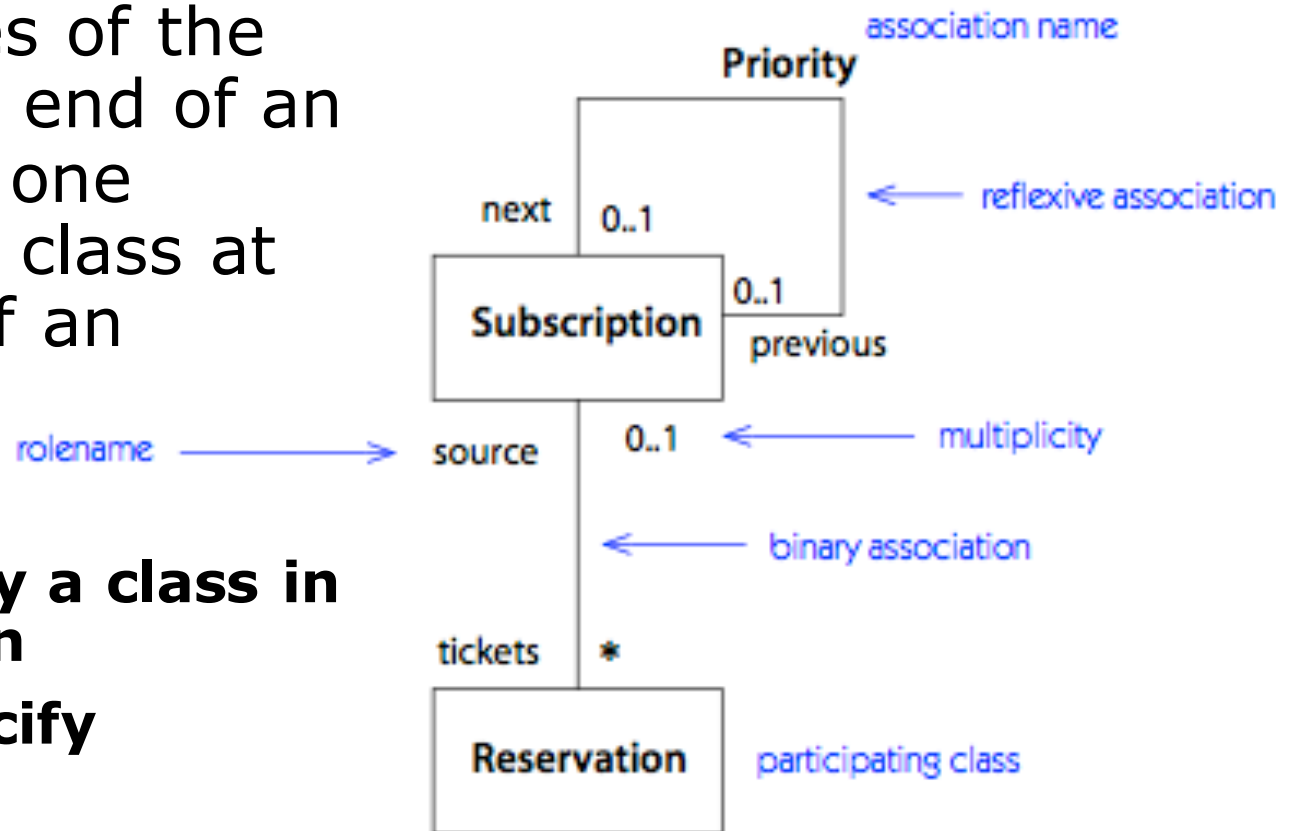 es of the
end of an
one
class at
f an
y a class in
n
cify
association name
Priority
reflexive association
next
0..1
0..1
Subscription
previous
rolename
source
0..1
multiplicity
binary association
tickets
*
Reservation
participating class